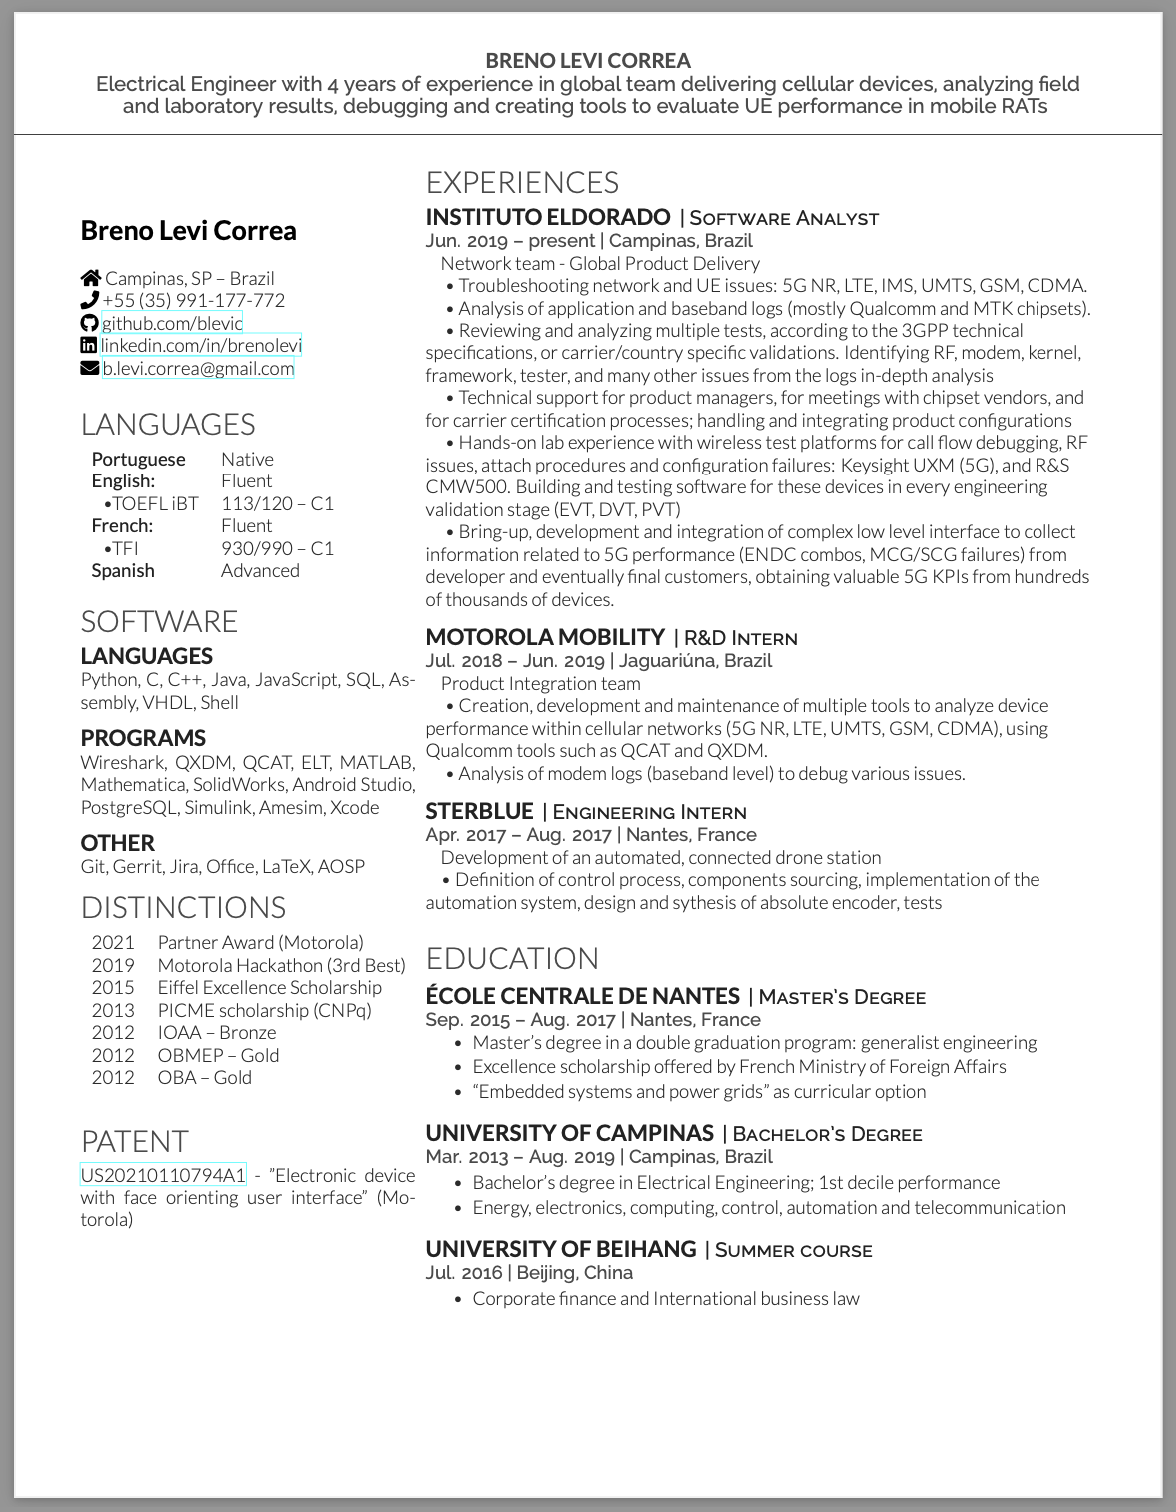 BRENO LEVI CORREA
Electrical Engineer with 4 years of experience in global team delivering cellular devices, analyzing field
and laboratory results, debugging and creating tools to evaluate UE performance in mobile RATs
Breno Levi Correa
Campinas, SP – Brazil
+55 (35) 991-177-772
github.com/blevic
linkedin.com/in/brenolevi
b.levi.correa@gmail.com
LANGUAGES
Portuguese Native
English: Fluent
•TOEFL iBT 113/120 – C1
French: Fluent
•TFI 930/990 – C1
Spanish Advanced
SOFTWARE
LANGUAGES
Python, C, C++, Java, JavaScript, SQL, As-
sembly, VHDL, Shell
PROGRAMS
Wireshark, QXDM, QCAT, ELT, MATLAB,
Mathematica, SolidWorks, Android Studio,
PostgreSQL, Simulink, Amesim, Xcode
OTHER
Git, Gerrit, Jira, Office, LaTeX, AOSP
DISTINCTIONS
2021 Partner Award (Motorola)
2019 Motorola Hackathon (3rd Best)
2015 Eiffel Excellence Scholarship
2013 PICME scholarship (CNPq)
2012 IOAA – Bronze
2012 OBMEP – Gold
2012 OBA – Gold
PATENT
US20210110794A1 - ”Electronic device
with face orienting user interface” (Mo-
torola)
EXPERIENCES
INSTITUTO ELDORADO | Software Analyst
Jun. 2019 – present | Campinas, Brazil
Network team - Global Product Delivery
• Troubleshooting network and UE issues: 5G NR, LTE, IMS, UMTS, GSM, CDMA.
• Analysis of application and baseband logs (mostly Qualcomm and MTK chipsets).
• Reviewing and analyzing multiple tests, according to the 3GPP technical
specifications, or carrier/country specific validations. Identifying RF, modem, kernel,
framework, tester, and many other issues from the logs in-depth analysis
• Technical support for product managers, for meetings with chipset vendors, and
for carrier certification processes; handling and integrating product configurations
• Hands-on lab experience with wireless test platforms for call flow debugging, RF
issues, attach procedures and configuration failures: Keysight UXM (5G), and R&S
CMW500. Building and testing software for these devices in every engineering
validation stage (EVT, DVT, PVT)
• Bring-up, development and integration of complex low level interface to collect
information related to 5G performance (ENDC combos, MCG/SCG failures) from
developer and eventually final customers, obtaining valuable 5G KPIs from hundreds
of thousands of devices.
MOTOROLA MOBILITY | R&D Intern
Jul. 2018 – Jun. 2019 | Jaguariúna, Brazil
Product Integration team
• Creation, development and maintenance of multiple tools to analyze device
performance within cellular networks (5G NR, LTE, UMTS, GSM, CDMA), using
Qualcomm tools such as QCAT and QXDM.
• Analysis of modem logs (baseband level) to debug various issues.
STERBLUE | Engineering Intern
Apr. 2017 – Aug. 2017 | Nantes, France
Development of an automated, connected drone station
• Definition of control process, components sourcing, implementation of the
automation system, design and sythesis of absolute encoder, tests
EDUCATION
ÉCOLE CENTRALE DE NANTES | Master’s Degree
Sep. 2015 – Aug. 2017 | Nantes, France
• Master’s degree in a double graduation program: generalist engineering
• Excellence scholarship offered by French Ministry of Foreign Affairs
• “Embedded systems and power grids” as curricular option
UNIVERSITY OF CAMPINAS | Bachelor’s Degree
Mar. 2013 – Aug. 2019 | Campinas, Brazil
• Bachelor’s degree in Electrical Engineering; 1st decile performance
• Energy, electronics, computing, control, automation and telecommunication
UNIVERSITY OF BEIHANG | Summer course
Jul. 2016 | Beijing, China
• Corporate finance and International business law